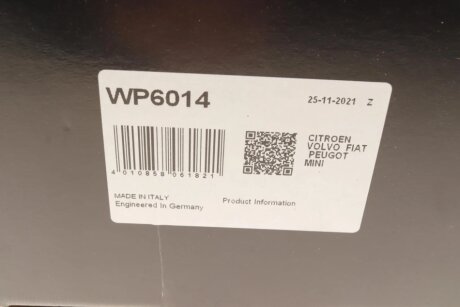 WP6014
25-11-2021 Z
CITROEN
VOLVO FIAT
PEUGOT
MINI
4 010858 061821
MADE IN ITALY
Engineered In Germany
Product Information